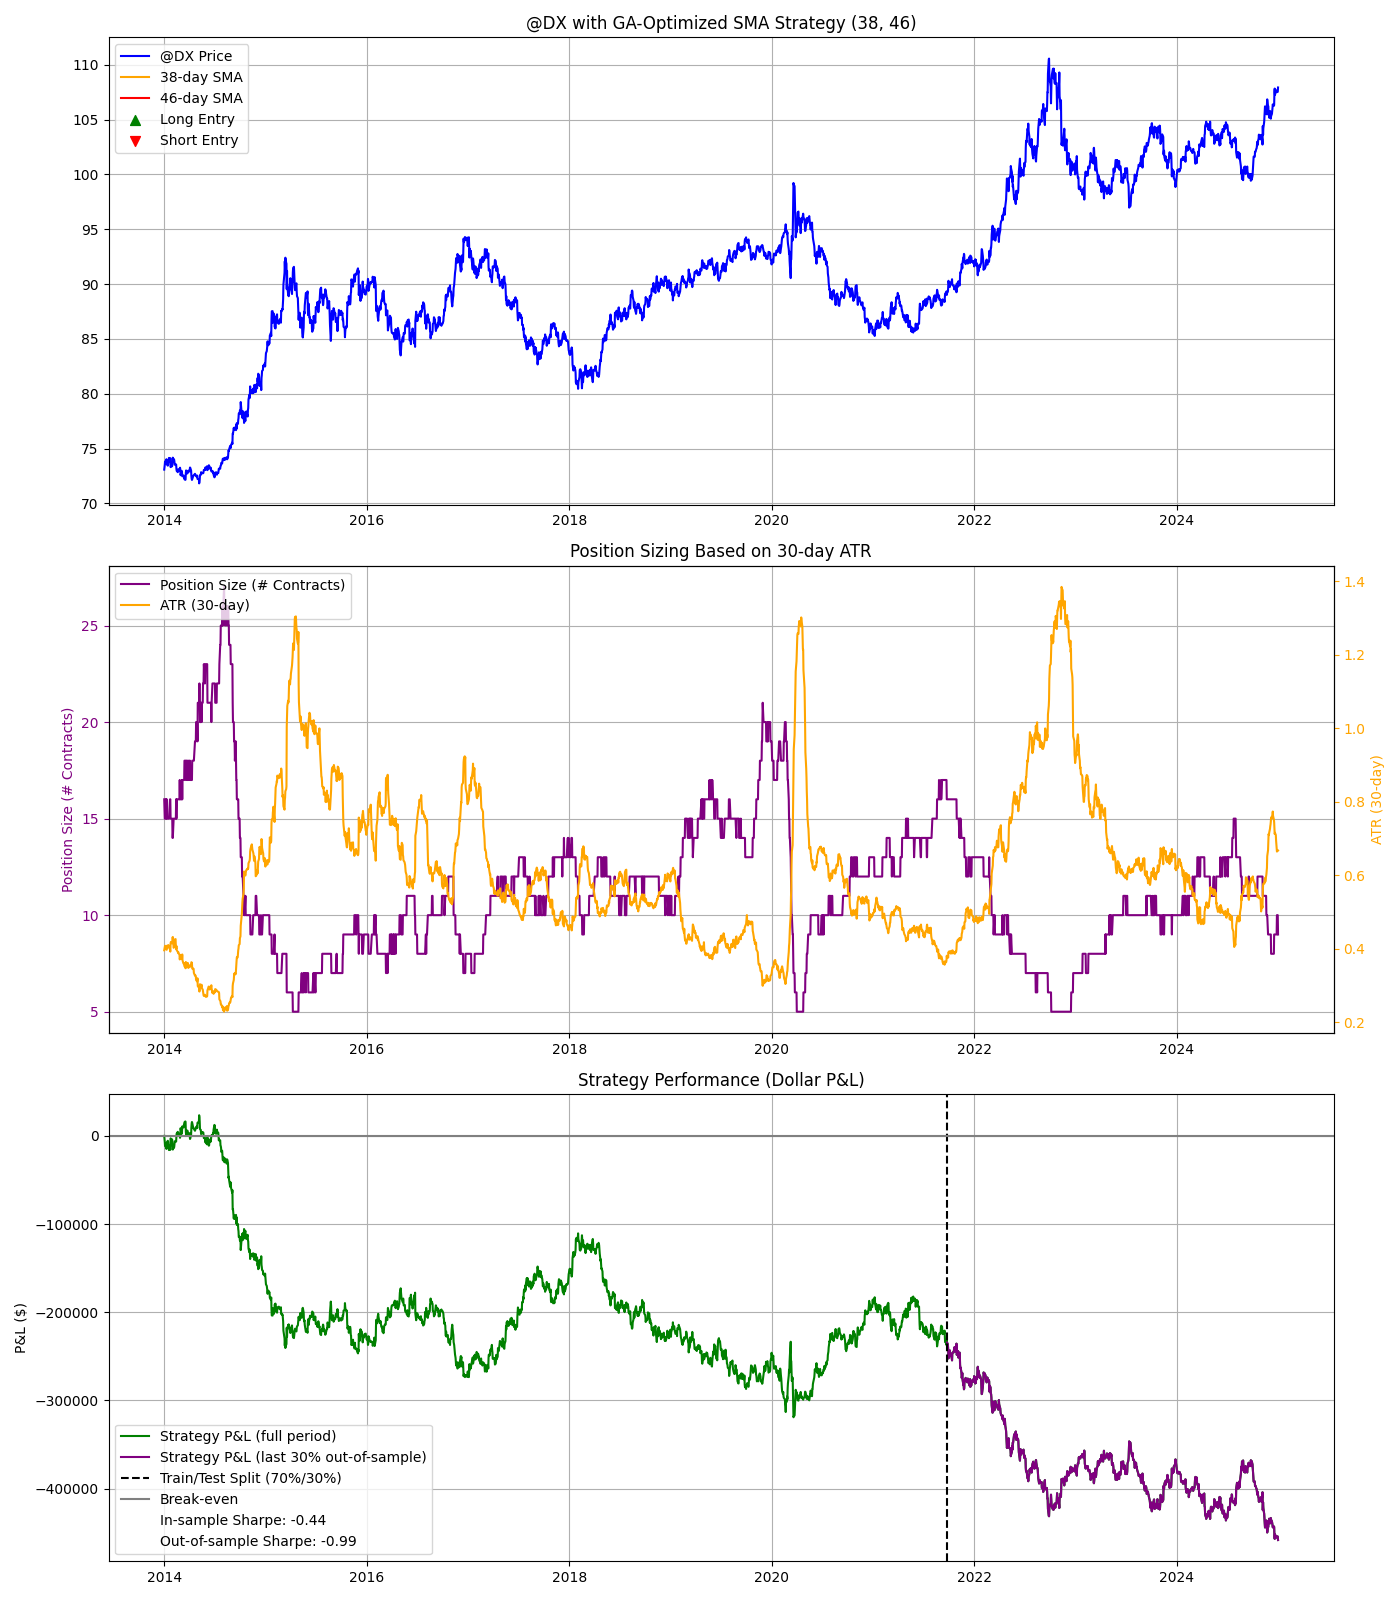 @DX with GA-Optimized SMA Strategy (38, 46)
@DX Price
38-day SMA
46-day SMA
Long Entry
Short Entry
110
105
100
95
90
85
80
75
70
2014 2016 2018 2020 2022 2024
Position Sizing Based on 30-day ATR
Position Size (# Contracts)
ATR (30-day)
Position Size (# Contracts)
25
20
15
10
5
1.4
1.2
1.0
0.8
0.6
0.4
0.2
ATR (30-day)
2014 2016 2018 2020 2022 2024
Strategy Performance (Dollar P&L)
P&L ($)
0
−100000
−200000
−300000
−400000
Strategy P&L (full period)
Strategy P&L (last 30% out-of-sample)
Train/Test Split (70%/30%)
Break-even
In-sample Sharpe: -0.44
Out-of-sample Sharpe: -0.99
2014 2016 2018 2020 2022 2024